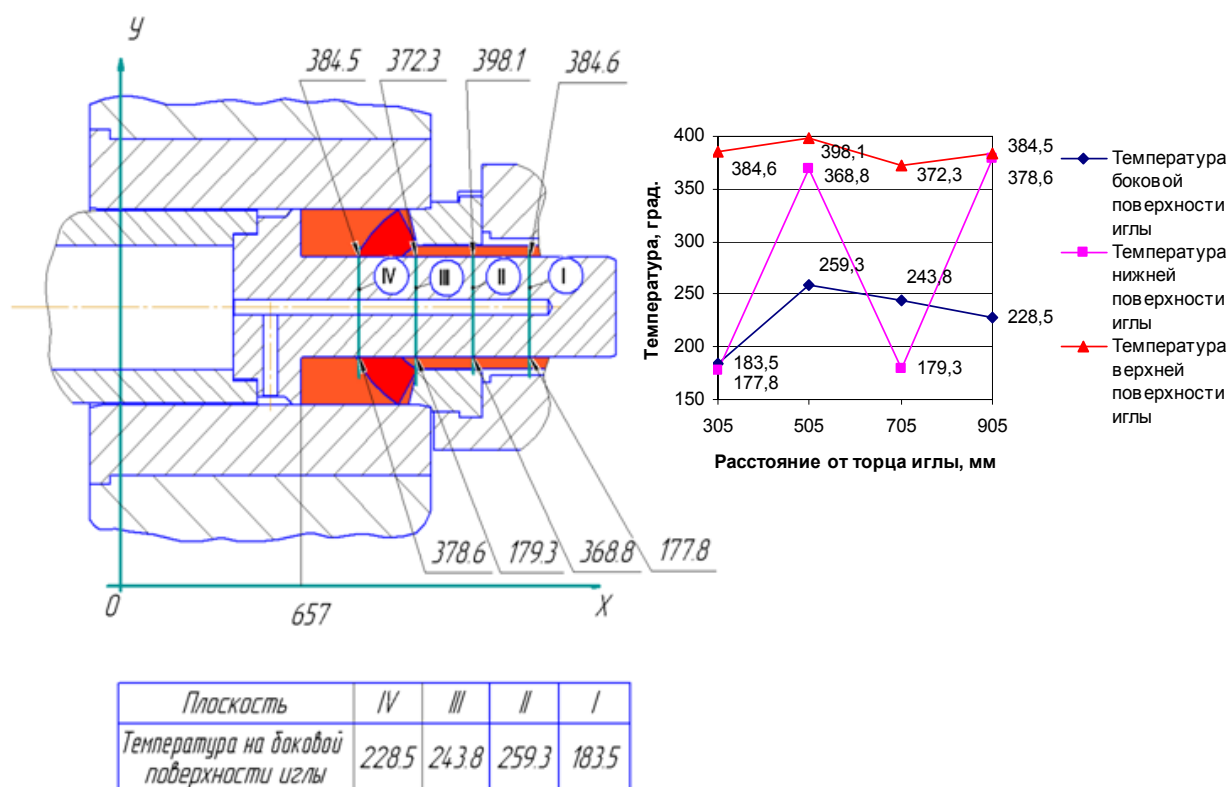 У
384.5 372.3 398.1 384.6
IV III II I
378.6 179.3 368.8 177.8
0 657 X
Плоскость IV III II I
Температура на боковой
поверхности иглы
228.5 243.8 259.3 183.5
Температура, град.
400
350
300
250
200
150
384,6 398,1 372,3 384,5
368,8 378,6
259,3 243,8 228,5
183,5
177,8 179,3
305 505 705 905
Расстояние от торца иглы, мм
Температура
боковой
поверхности
иглы
Температура
нижней
поверхности
иглы
Температура
верхней
поверхности
иглы